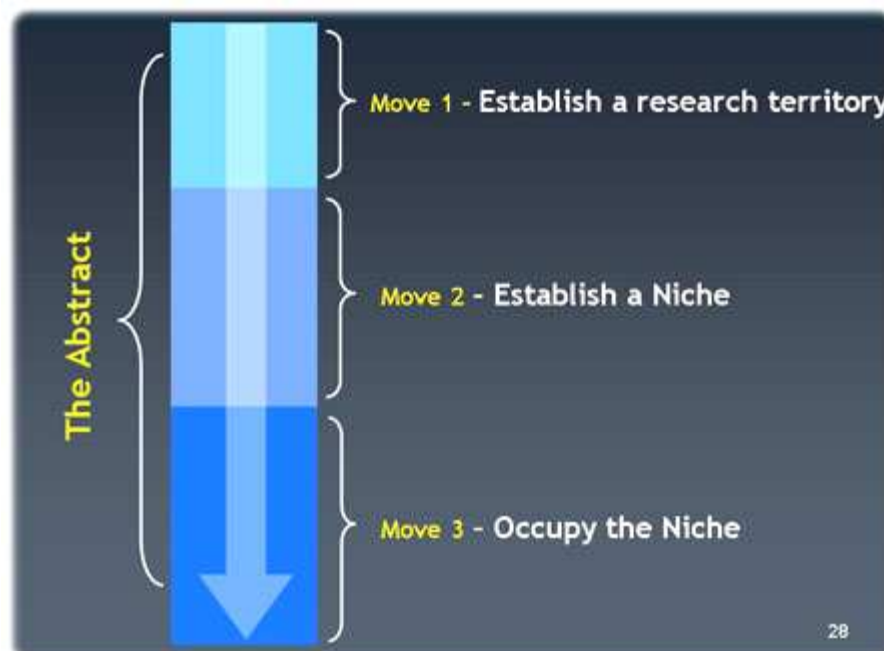 The Abstract
Move 1 - Establish a research territory
Move 2 - Establish a Niche
Move 3 - Occupy the Niche
28